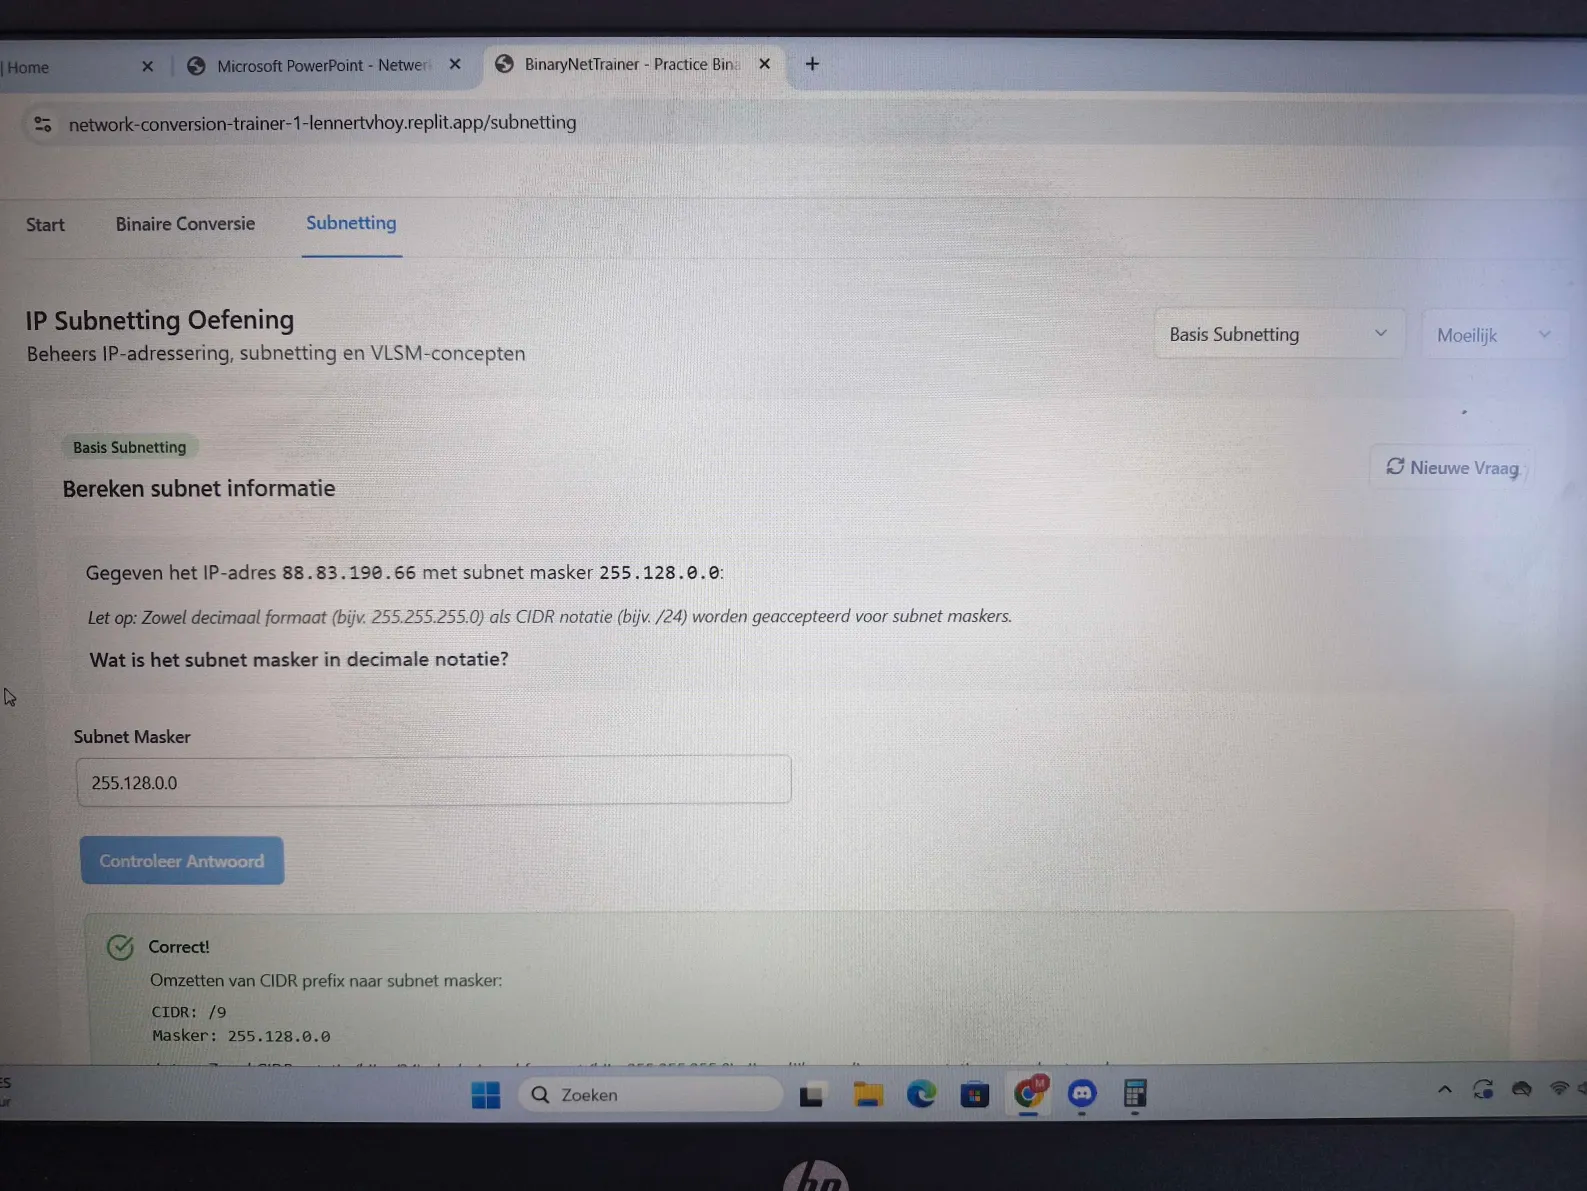 | Home
Microsoft PowerPoint - Netwer
BinaryNetTrainer - Practice Bina
network-conversion-trainer-1-lennertvhoy.replit.app/subnetting
Start
Binaire Conversie
Subnetting
IP Subnetting Oefening
Beheers IP-adressering, subnetting en VLSM-concepten
Basis Subnetting
Moeilijk
Basis Subnetting
Nieuwe Vraag
Bereken subnet informatie
Gegeven het IP-adres 88.83.190.66 met subnet masker 255.128.0.0:
Let op: Zowel decimaal formaat (bijv. 255.255.255.0) als CIDR notatie (bijv. /24) worden geaccepteerd voor subnet maskers.
Wat is het subnet masker in decimale notatie?
Subnet Masker
255.128.0.0
Controleer Antwoord
Correct!
Omzetten van CIDR prefix naar subnet masker:
CIDR: /9
Masker: 255.128.0.0
ES
ur
Zoeken
M
hp